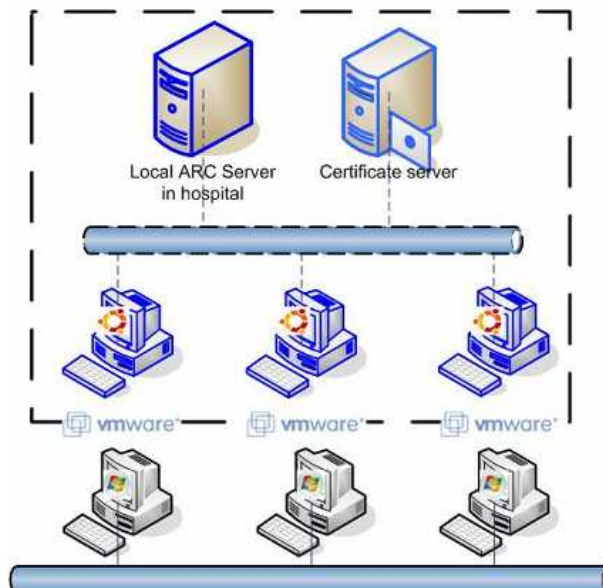 Local ARC Server
in hospital
Certificate server
vmware®
vmware®
vmware®